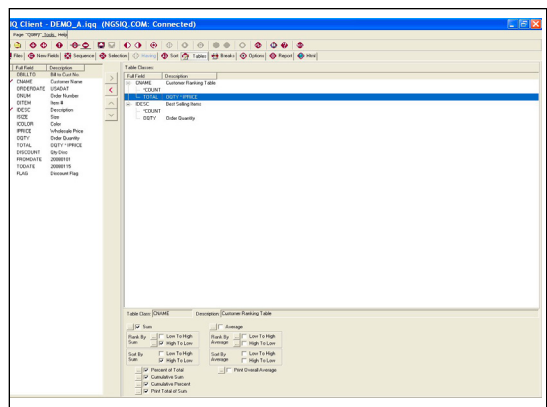 IQ Client - DEMO_A.iqq (NGSIQ.COM: Connected)
Page "QUERY" Tools Help
Files New Fields Sequence Selection Having Sort Tables Breaks Options Report Html
Full Field Description
OBILLTO Bill to Cust No.
CNAME Customer Name
ORDERDATE USADAT
ONUM Order Number
OITEM Item #
IDESC Description
ISIZE Size
ICOLOR Color
IPRICE Wholesale Price
OQTY Order Quantity
TOTAL OQTY * IPRICE
DISCOUNT Qty Disc
FROMDATE 20080101
TODATE 20080115
FLAG Discount Flag
Table Classes:
Full Field Description
CNAME Customer Ranking Table
*COUNT
TOTAL OQTY * IPRICE
IDESC Best Selling Items
*COUNT
OQTY Order Quantity
Table Class: CNAME Description: Customer Ranking Table
Sum Average
Rank By Sum Low To High High To Low
Rank By Average Low To High High To Low
Sort By Sum Low To High High To Low
Sort By Average Low To High High To Low
Percent of Total Print Overall Average
Cumulative Sum
Cumulative Percent
Print Total of Sum